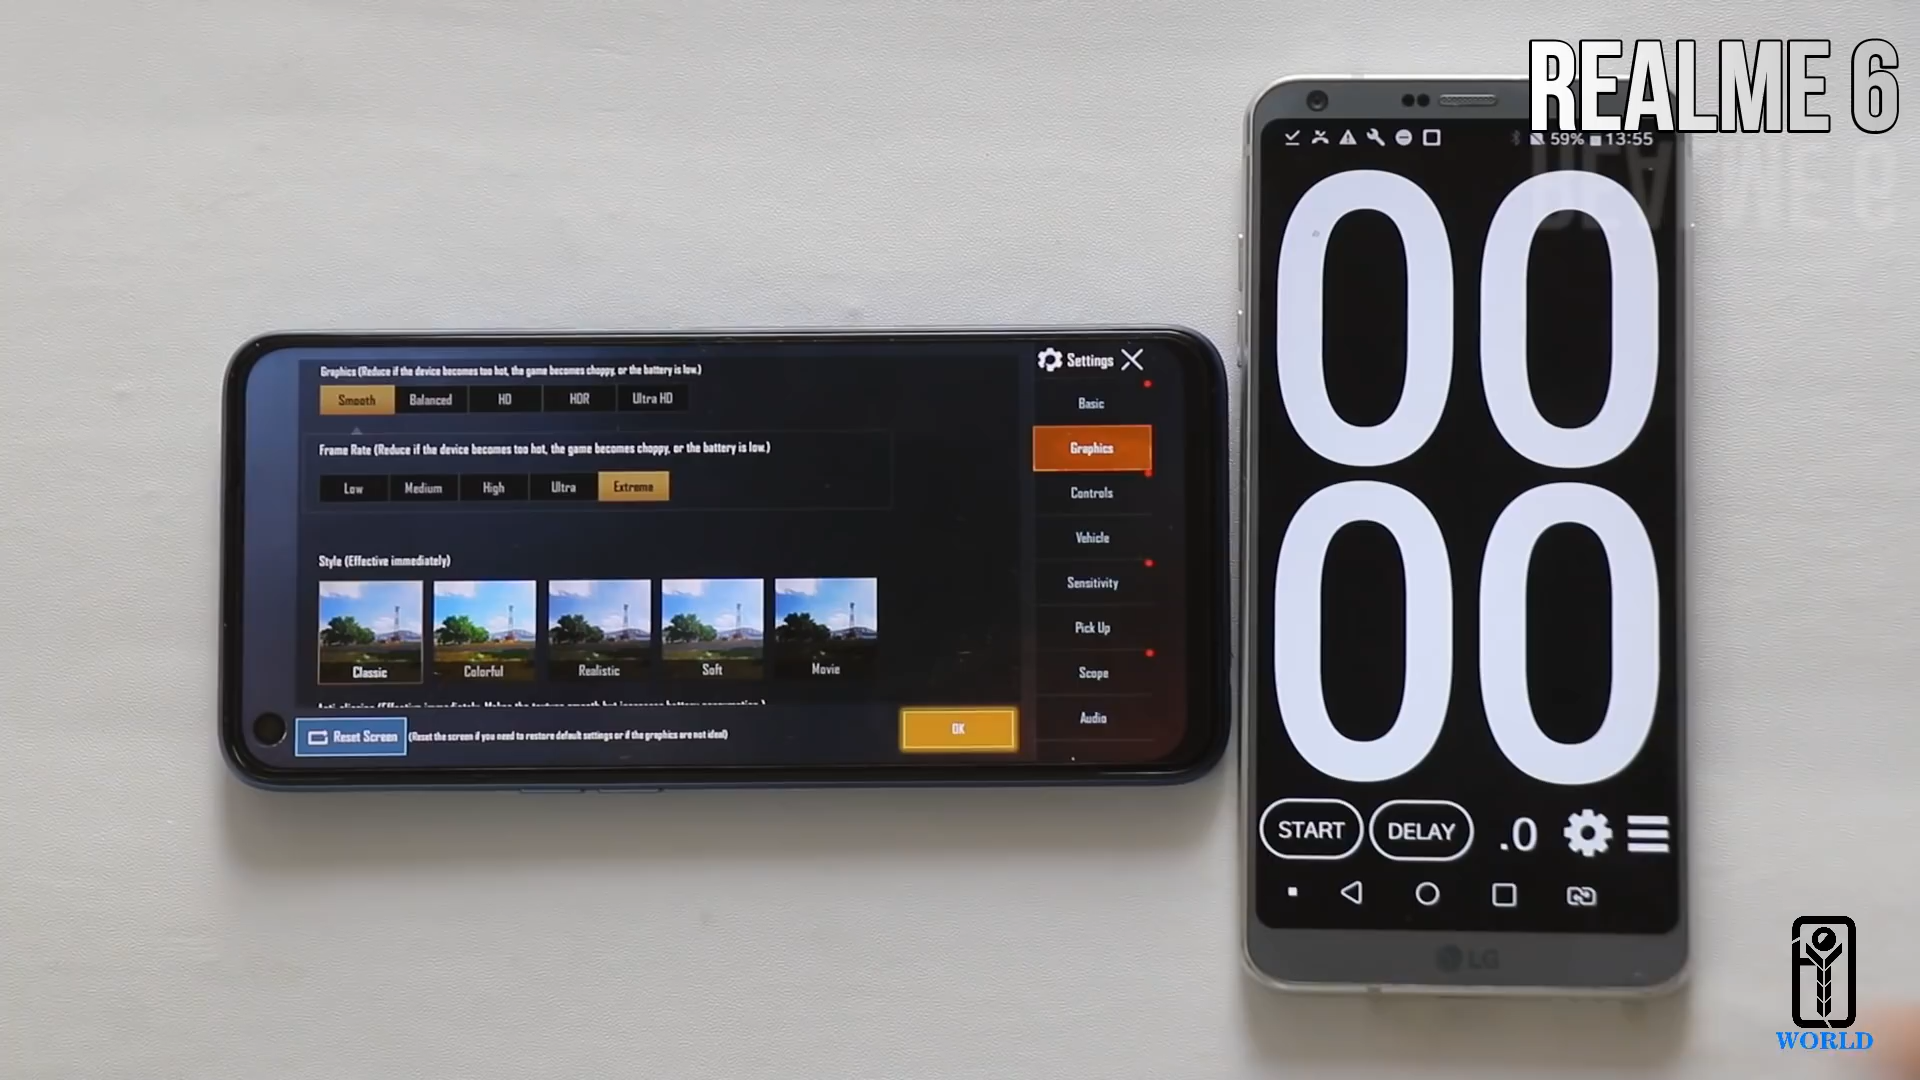 REALME 6
59% 13:55
00
00
START DELAY .0
LG
Settings
Graphics (Reduce if the device becomes too hot, the game becomes choppy, or the battery is low.)
Smooth Balanced HD HDR Ultra HD
Frame Rate (Reduce if the device becomes too hot, the game becomes choppy, or the battery is low.)
Low Medium High Ultra Extreme
Style (Effective immediately)
Classic Colorful Realistic Soft Movie
Reset Screen (Reset the screen if you need to restore default settings or if the graphics are not ideal)
OK
Basic
Graphics
Controls
Vehicle
Sensitivity
Pick Up
Scope
Audio
WORLD